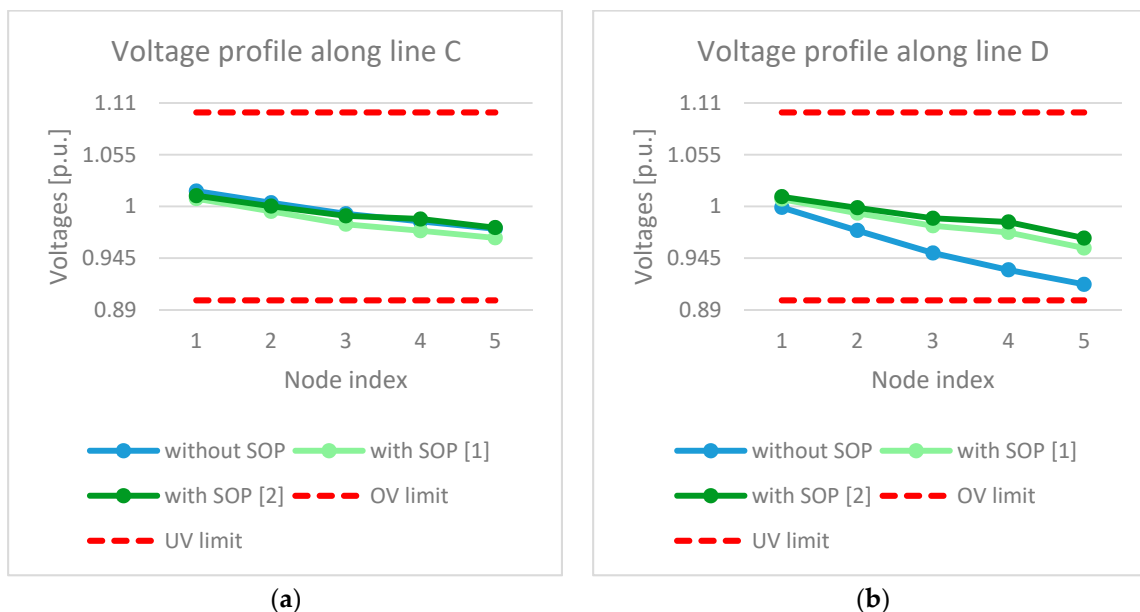 Voltage profile along line C
Voltages [p.u.]
1.11
1.055
1
0.945
0.89
1 2 3 4 5
Node index
without SOP with SOP [1]
with SOP [2] OV limit
UV limit
(a)
Voltage profile along line D
Voltages [p.u.]
1.11
1.055
1
0.945
0.89
1 2 3 4 5
Node index
without SOP with SOP [1]
with SOP [2] OV limit
UV limit
(b)